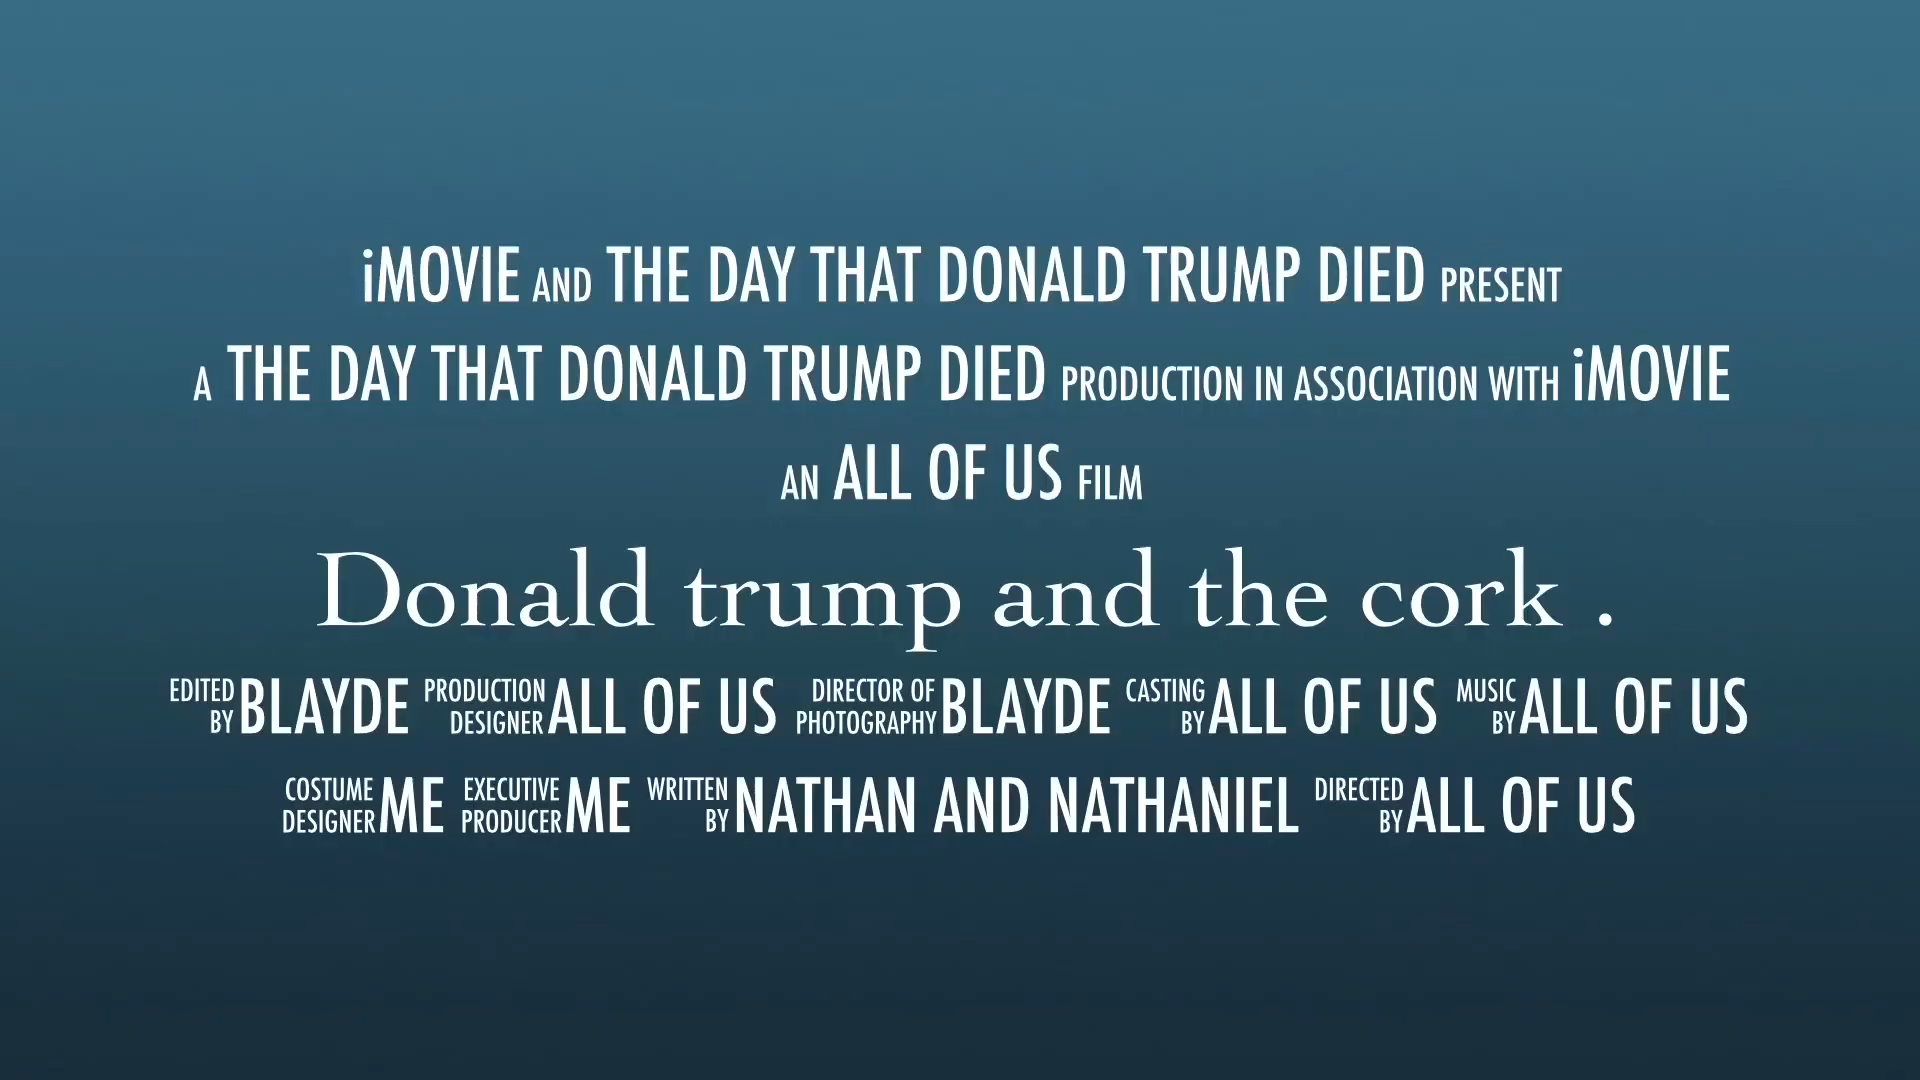 iMOVIE AND THE DAY THAT DONALD TRUMP DIED PRESENT
A THE DAY THAT DONALD TRUMP DIED PRODUCTION IN ASSOCIATION WITH iMOVIE
AN ALL OF US FILM
Donald trump and the cork .
EDITED BY BLAYDE PRODUCTION DESIGNER ALL OF US DIRECTOR OF PHOTOGRAPHY BLAYDE CASTING BY ALL OF US MUSIC BY ALL OF US
COSTUME DESIGNER ME EXECUTIVE PRODUCER ME WRITTEN BY NATHAN AND NATHANIEL DIRECTED BY ALL OF US